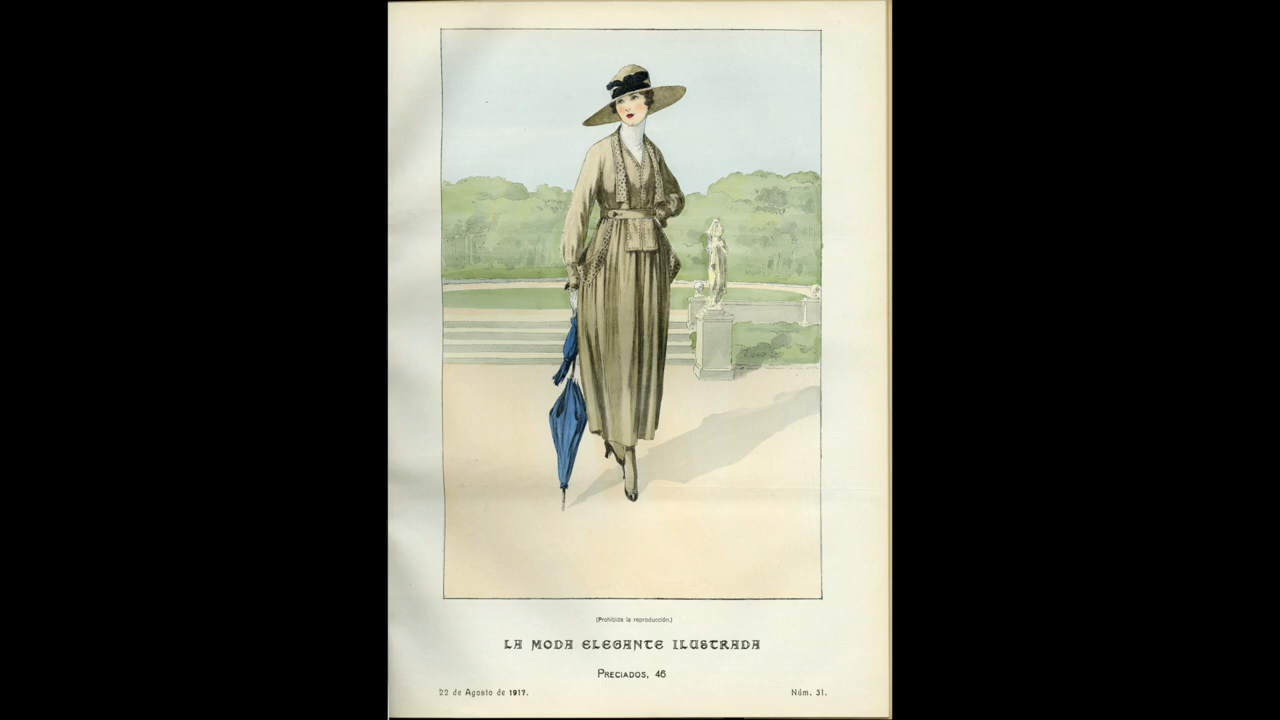 (Prohibida la reproducción.)
LA MODA ELEGANTE ILUSTRADA
PRECIADOS, 46
22 de Agosto de 1917.
Núm. 31.